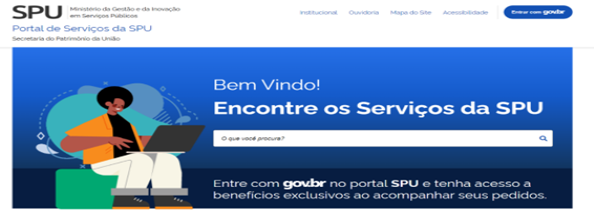 SPU Ministério da Gestão e da Inovação
em Serviços Públicos
Portal de Serviços da SPU
Secretaria do Patrimônio da União
Institucional Ouvidoria Mapa do Site Acessibilidade Entrar com gov.br
Bem Vindo!
Encontre os Serviços da SPU
O que você procura?
Entre com gov.br no portal SPU e tenha acesso a
benefícios exclusivos ao acompanhar seus pedidos.